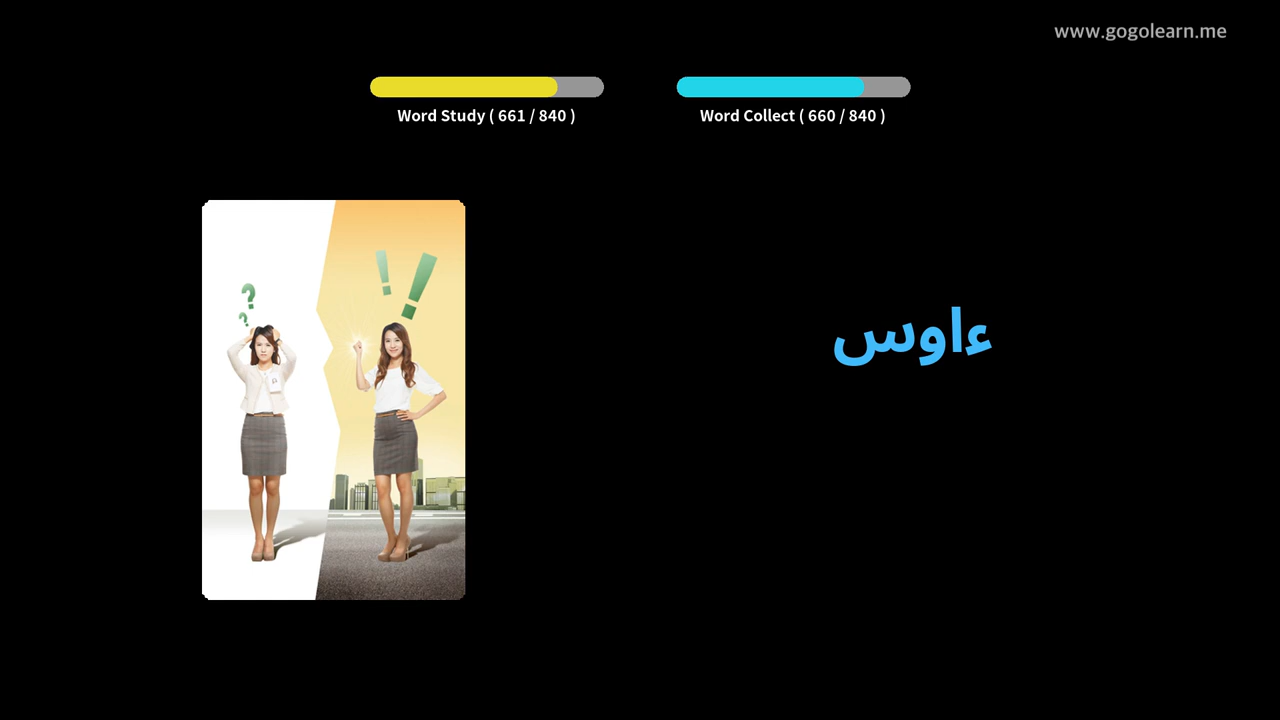 www.gogolearn.me
Word Study ( 661 / 840 )
Word Collect ( 660 / 840 )
? ?
! !
ءاوس